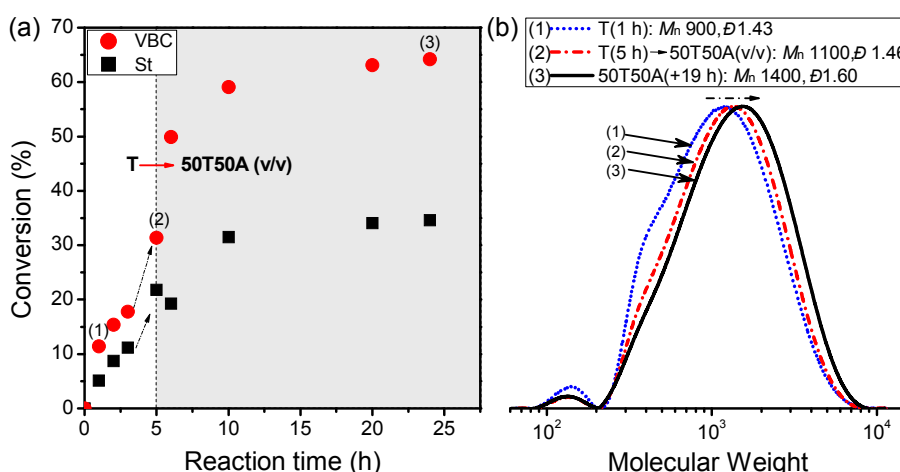 (a)
VBC
St
T → 50T50A (v/v)
(1)
(2)
(3)
Conversion (%)
70
60
50
40
30
20
10
0
0 5 10 15 20 25
Reaction time (h)
(b)
(1) T(1 h): Mn 900, Đ1.43
(2) T(5 h) → 50T50A(v/v): Mn 1100, Đ 1.46
(3) 50T50A(+19 h): Mn 1400, Đ1.60
(1)
(2)
(3)
10² 10³ 10⁴
Molecular Weight